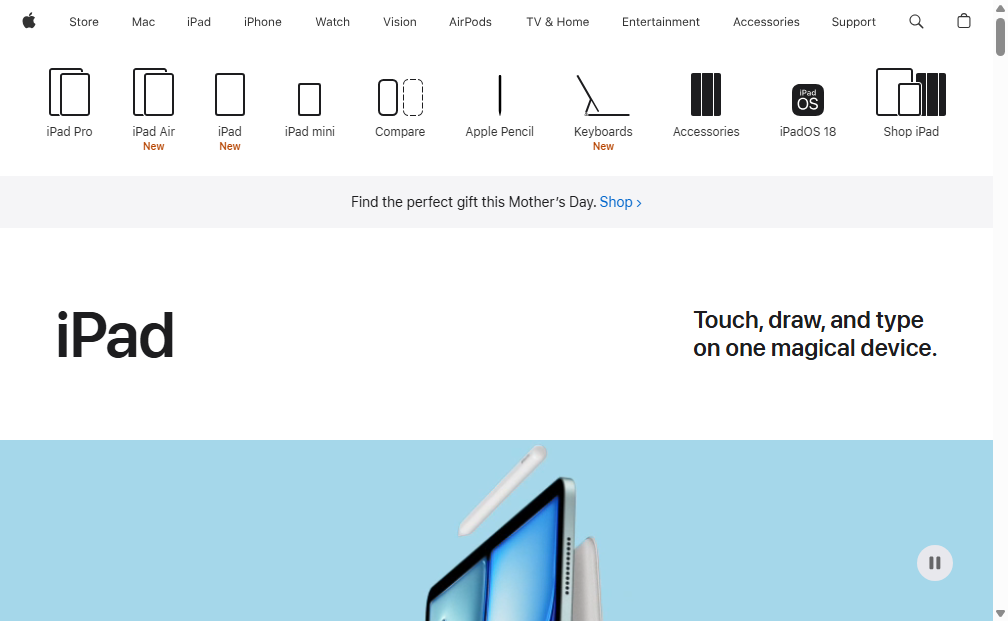 Store Mac iPad iPhone Watch Vision AirPods TV & Home Entertainment Accessories Support
iPad Pro
iPad Air
New
iPad
New
iPad mini
Compare
Apple Pencil
Keyboards
New
Accessories
iPad
OS
iPadOS 18
Shop iPad
Find the perfect gift this Mother's Day. Shop >
iPad
Touch, draw, and type
on one magical device.